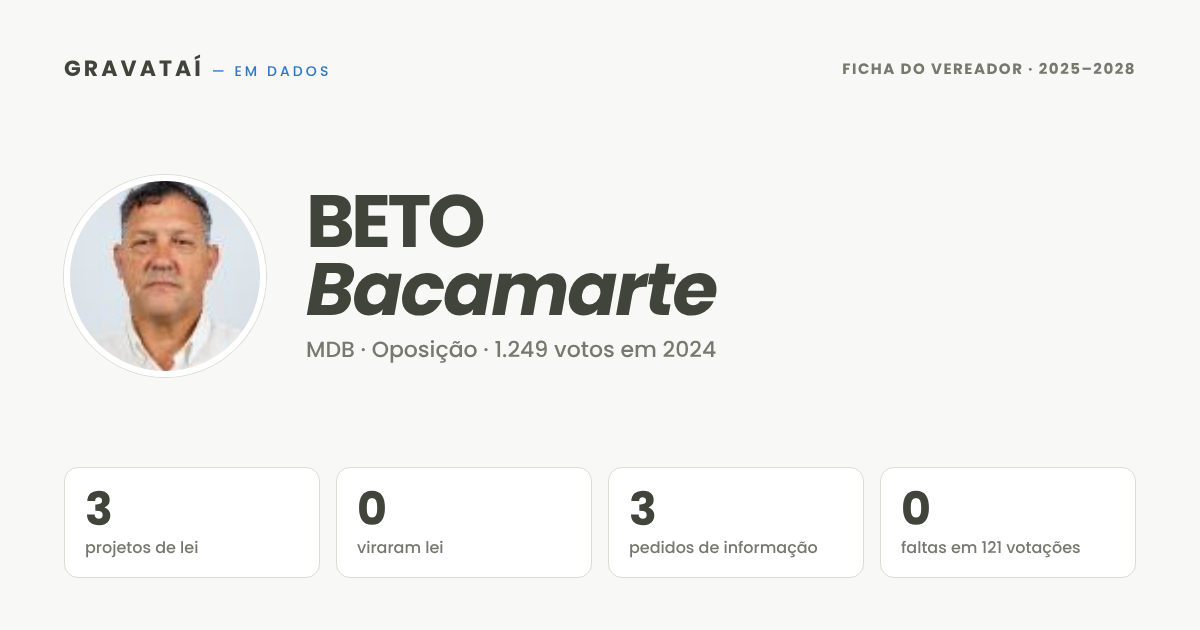 GRAVATAÍ — EM DADOS
FICHA DO VEREADOR · 2025–2028
BETO
Bacamarte
MDB · Oposição · 1.249 votos em 2024
3
projetos de lei
0
viraram lei
3
pedidos de informação
0
faltas em 121 votações